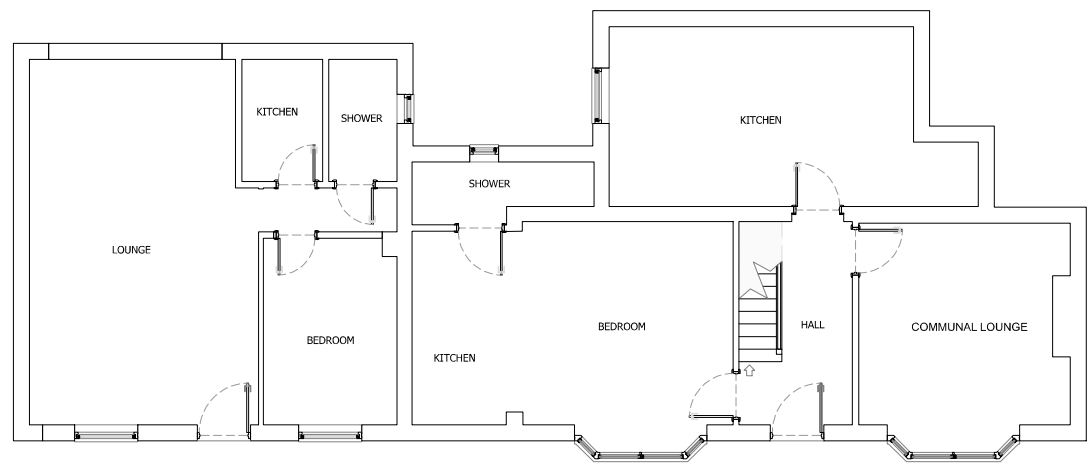 KITCHEN
SHOWER
KITCHEN
SHOWER
LOUNGE
BEDROOM
KITCHEN
BEDROOM
HALL
COMMUNAL LOUNGE